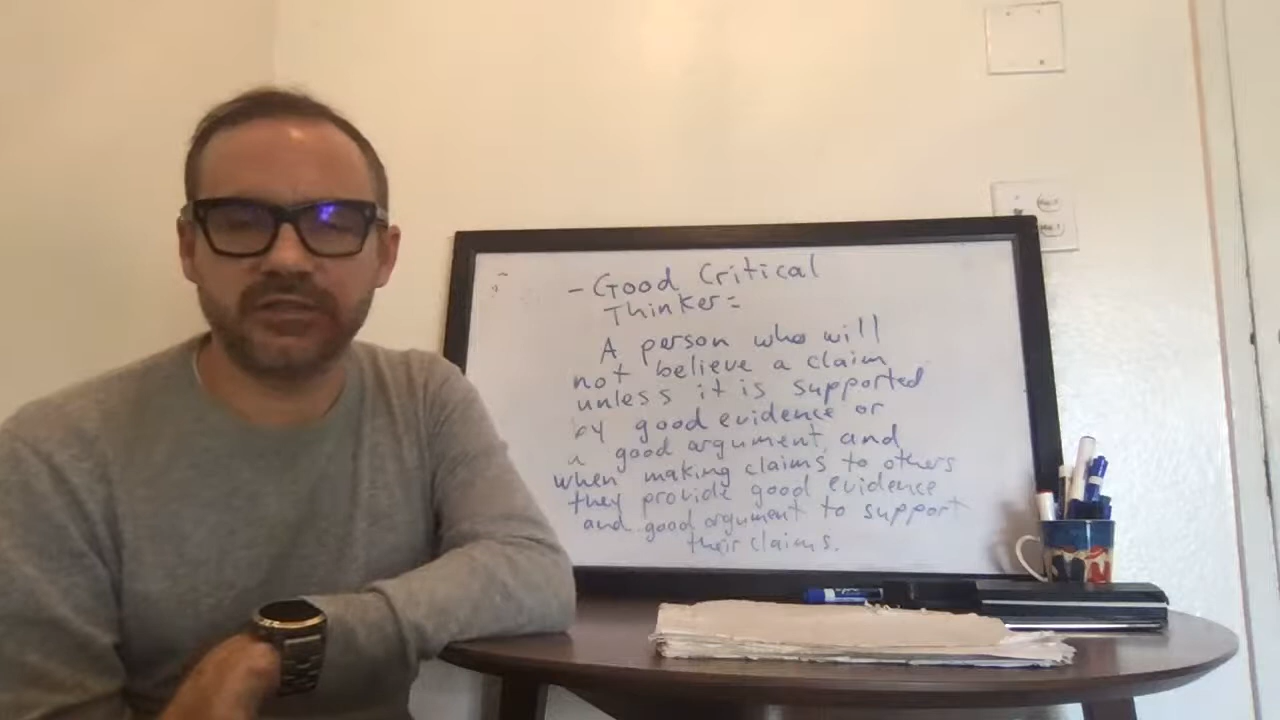 - Good Critical
Thinker =
A person who will
not believe a claim
unless it is supported
by good evidence or
a good argument, and
when making claims to others
they provide good evidence
and good argument to support
their claims.